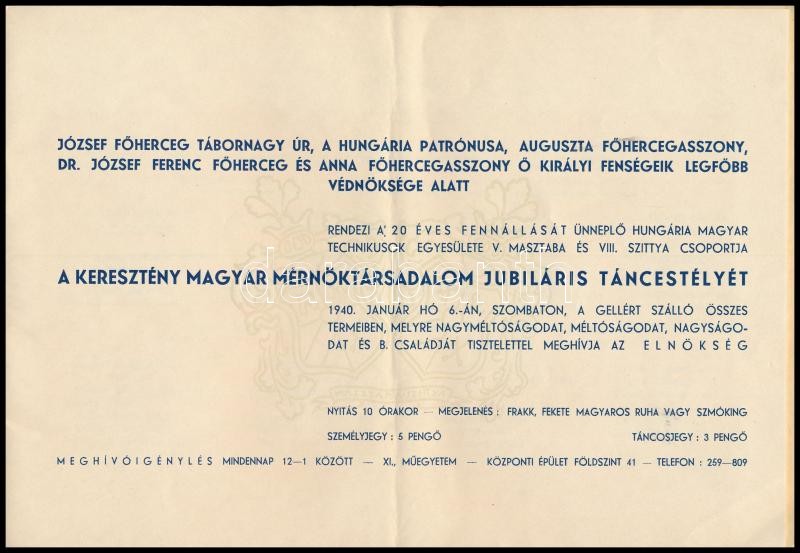 JÓZSEF FŐHERCEG TÁBORNAGY ÚR, A HUNGÁRIA PATRÓNUSA, AUGUSZTA FŐHERCEGASSZONY,
DR. JÓZSEF FERENC FŐHERCEG ÉS ANNA FŐHERCEGASSZONY Ő KIRÁLYI FENSÉGEIK LEGFŐBB
VÉDNÖKSÉGE ALATT
RENDEZI A' 20 ÉVES FENNÁLLÁSÁT ÜNNEPLŐ HUNGÁRIA MAGYAR
TECHNIKUSOK EGYESÜLETE V. MASZTABA ÉS VIII. SZITTYA CSOPORTJA
A KERESZTÉNY MAGYAR MÉRNÖKTÁRSADALOM JUBILÁRIS TÁNCESTÉLYÉT
darabanth.com
1940. JANUÁR HÓ 6.-ÁN, SZOMBATON, A GELLÉRT SZÁLLÓ ÖSSZES
TERMEIBEN, MELYRE NAGYMÉLTÓSÁGODAT, MÉLTÓSÁGODAT, NAGYSÁGO-
DAT ÉS B. CSALÁDJÁT TISZTELETTEL MEGHÍVJA AZ ELNÖKSÉG
NYITÁS 10 ÓRAKOR — MEGJELENÉS : FRAKK, FEKETE MAGYAROS RUHA VAGY SZMÓKING
SZEMÉLYJEGY : 5 PENGŐ TÁNCOSJEGY : 3 PENGŐ
MEGHÍVÓIGÉNYLÉS MINDENNAP 12—1 KÖZÖTT — XI., MŰEGYETEM — KÖZPONTI ÉPÜLET FÖLDSZINT 41 — TELEFON : 259—809